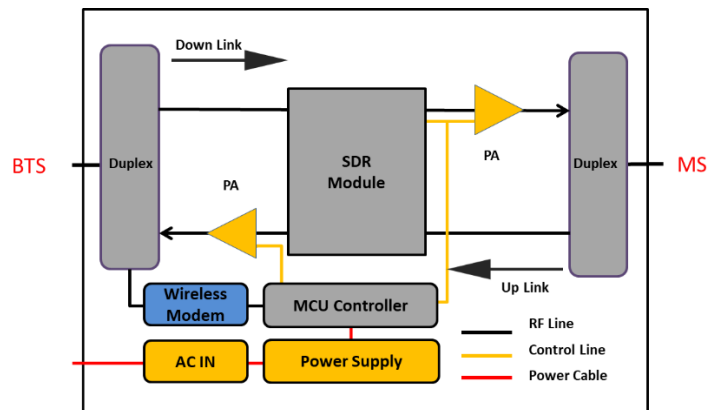 Down Link
BTS
Duplex
SDR
Module
PA
PA
Duplex
MS
Up Link
Wireless
Modem
MCU Controller
AC IN
Power Supply
RF Line
Control Line
Power Cable